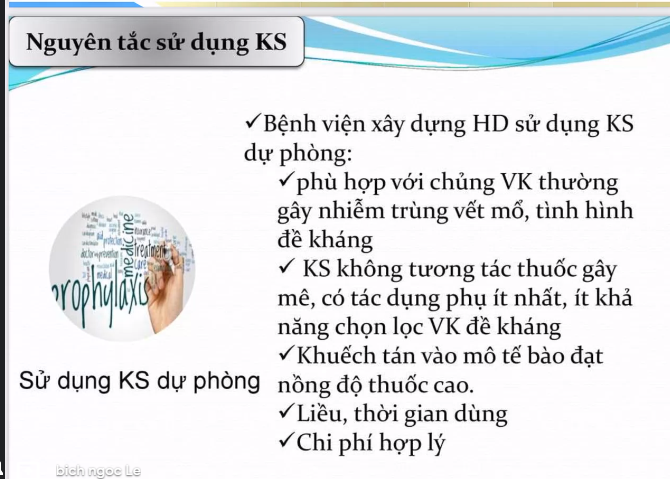 Nguyên tắc sử dụng KS
✓Bệnh viện xây dựng HD sử dụng KS
dự phòng:
✓phù hợp với chủng VK thường
gây nhiễm trùng vết mổ, tình hình
đề kháng
✓ KS không tương tác thuốc gây
mê, có tác dụng phụ ít nhất, ít khả
năng chọn lọc VK đề kháng
✓Khuếch tán vào mô tế bào đạt
nồng độ thuốc cao.
✓Liều, thời gian dùng
✓Chi phí hợp lý
medicine
treatment
rophylaxis
Sử dụng KS dự phòng
bich ngoc Le